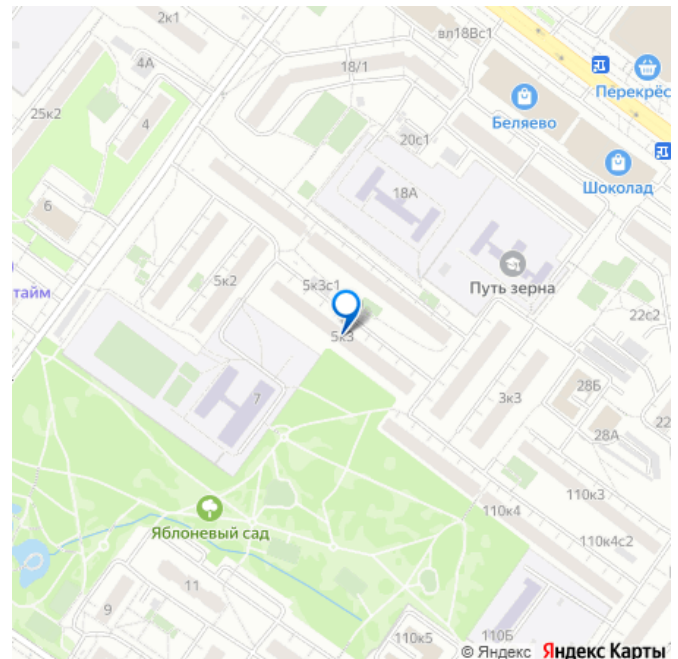 2к1
вл18Вс1
4А
18/1
Перекрёс
25к2
4
Беляево
20с1
Шоколад
18А
6
5к2
Путь зерна
тайм
5к3с1
22с2
5к3
28Б
7
3к3
22
28А
110к3
110к4
Яблоневый сад
110к4с2
11
9
110к5
110Б
© Яндекс Яндекс Карты